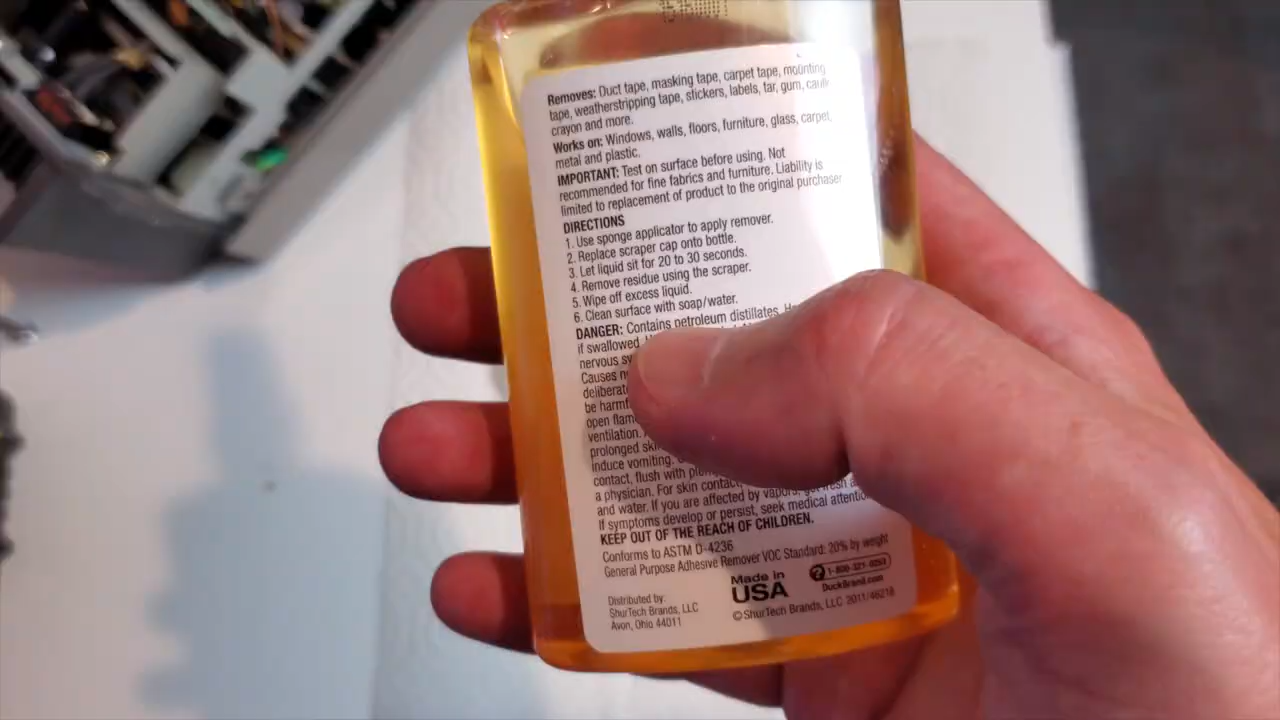 Removes: Duct tape, masking tape, carpet tape, mounting
tape, weatherstripping tape, stickers, labels, tar, gum, caulk
crayon and more.
Works on: Windows, walls, floors, furniture, glass, carpet,
metal and plastic.
IMPORTANT: Test on surface before using. Not
recommended for fine fabrics and furniture. Liability is
limited to replacement of product to the original purchaser
DIRECTIONS
1. Use sponge applicator to apply remover.
2. Replace scraper cap onto bottle.
3. Let liquid sit for 20 to 30 seconds.
4. Remove residue using the scraper.
5. Wipe off excess liquid.
6. Clean surface with soap/water.
DANGER: Contains petroleum distillates.
if swallowed.
nervous
Causes
deliberate
be
open
ventilation.
prolonged
induce vomiting.
contact, flush with
a physician. For skin contact,
and water. If you are affected by vapors, get fresh
If symptoms develop or persist, seek medical attention
KEEP OUT OF THE REACH OF CHILDREN.
Conforms to ASTM D-4236
General Purpose Adhesive Remover VOC Standard: 20% by weight
Distributed by:
ShurTech Brands, LLC
Avon, Ohio 44011
Made in
USA
? 1-800-321-0253
DuckBrand.com
© ShurTech Brands, LLC 2011/46218